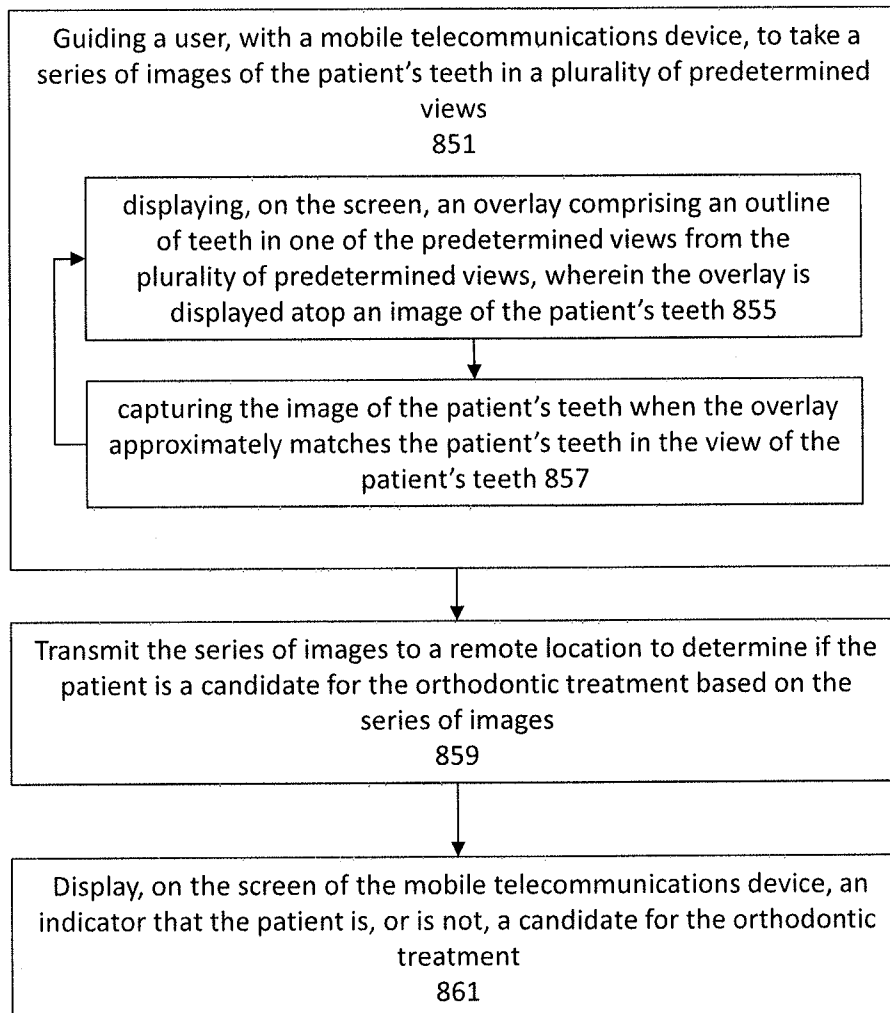 Guiding a user, with a mobile telecommunications device, to take a
series of images of the patient's teeth in a plurality of predetermined
views
851
displaying, on the screen, an overlay comprising an outline
of teeth in one of the predetermined views from the
plurality of predetermined views, wherein the overlay is
displayed atop an image of the patient's teeth 855
capturing the image of the patient's teeth when the overlay
approximately matches the patient's teeth in the view of the
patient's teeth 857
Transmit the series of images to a remote location to determine if the
patient is a candidate for the orthodontic treatment based on the
series of images
859
Display, on the screen of the mobile telecommunications device, an
indicator that the patient is, or is not, a candidate for the orthodontic
treatment
861